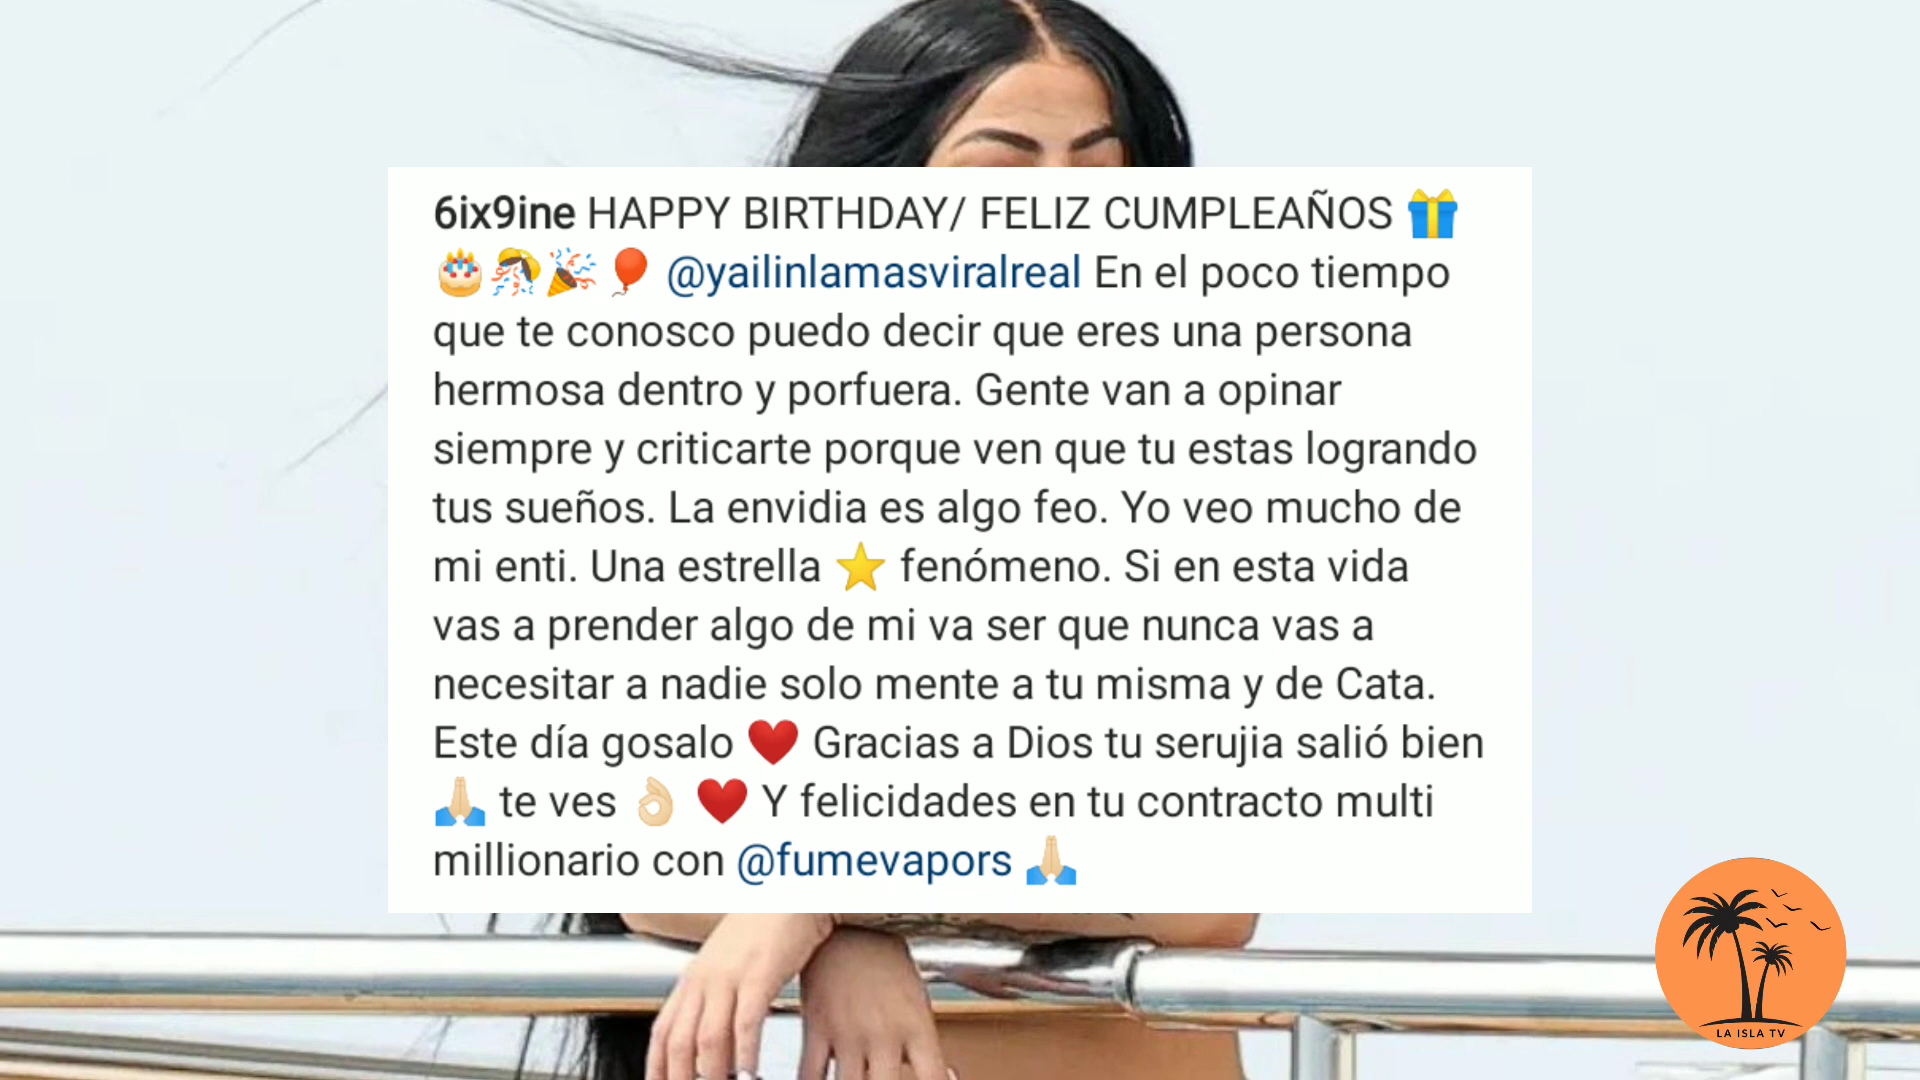 6ix9ine HAPPY BIRTHDAY/ FELIZ CUMPLEAÑOS 🎁
🎂🎊🎉🎈 @yailinlamasviralreal En el poco tiempo
que te conosco puedo decir que eres una persona
hermosa dentro y porfuera. Gente van a opinar
siempre y criticarte porque ven que tu estas logrando
tus sueños. La envidia es algo feo. Yo veo mucho de
mi enti. Una estrella ⭐ fenómeno. Si en esta vida
vas a prender algo de mi va ser que nunca vas a
necesitar a nadie solo mente a tu misma y de Cata.
Este día gosalo ❤️ Gracias a Dios tu serujia salió bien
🙏🏻 te ves 👌🏻 ❤️ Y felicidades en tu contracto multi
millionario con @fumevapors 🙏🏻
LA ISLA TV